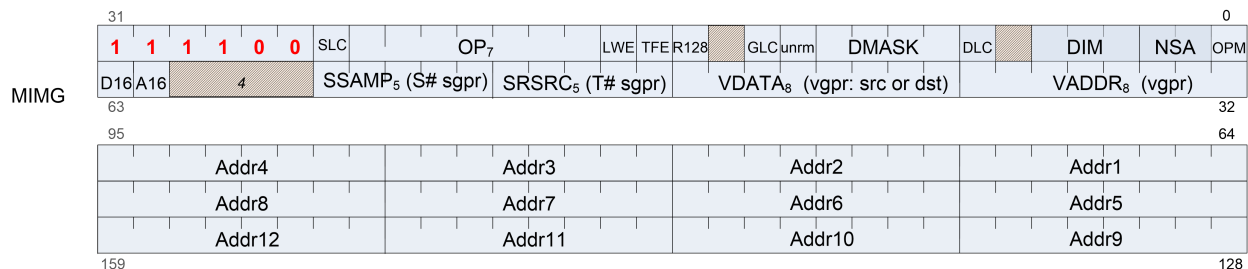 31 0
1 1 1 1 0 0 SLC OP7 LWE TFE R128 GLC unrm DMASK DLC DIM NSA OPM
D16 A16 4 SSAMP5 (S# sgpr) SRSRC5 (T# sgpr) VDATA8 (vgpr: src or dst) VADDR8 (vgpr)
MIMG
63 32
95 64
Addr4 Addr3 Addr2 Addr1
Addr8 Addr7 Addr6 Addr5
Addr12 Addr11 Addr10 Addr9
159 128